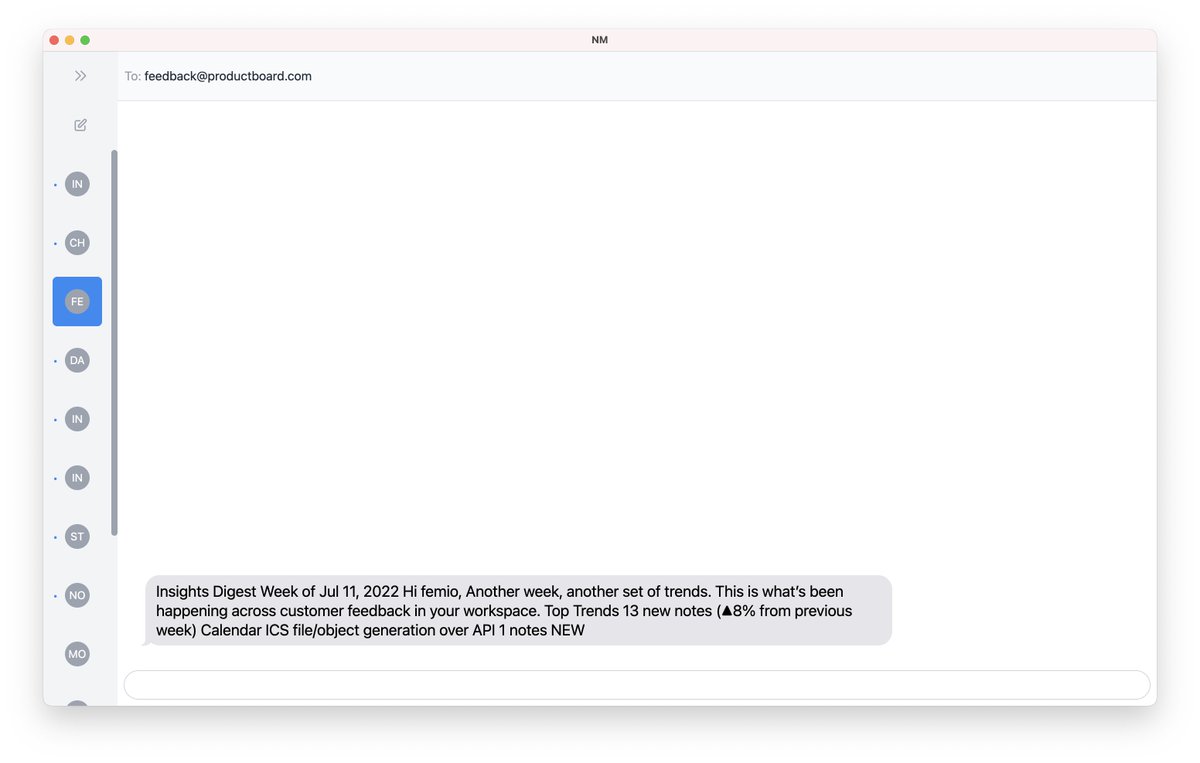 NM
To: feedback@productboard.com
IN
CH
FE
DA
IN
IN
ST
NO
MO
Insights Digest Week of Jul 11, 2022 Hi femio, Another week, another set of trends. This is what’s been
happening across customer feedback in your workspace. Top Trends 13 new notes (▲8% from previous
week) Calendar ICS file/object generation over API 1 notes NEW